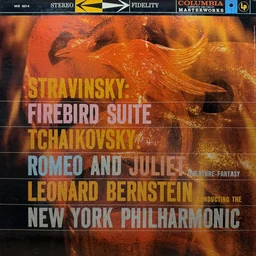 STEREO FIDELITY
COLUMBIA
MASTERWORKS
STRAVINSKY:
FIREBIRD SUITE
TCHAIKOVSKY
ROMEO AND JULIET OVERTURE-FANTASY
LEONARD BERNSTEIN CONDUCTING THE
NEW YORK PHILHARMONIC